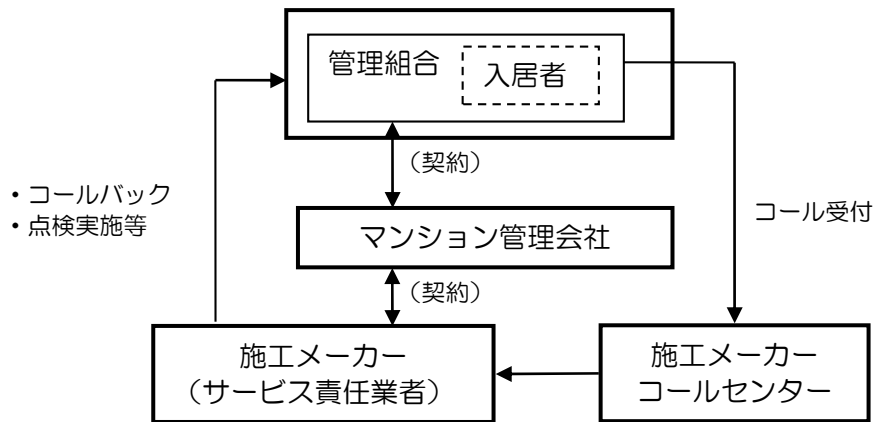 管理組合
入居者
（契約）
・コールバック
・点検実施等
コール受付
マンション管理会社
（契約）
施工メーカー
（サービス責任業者）
施工メーカー
コールセンター